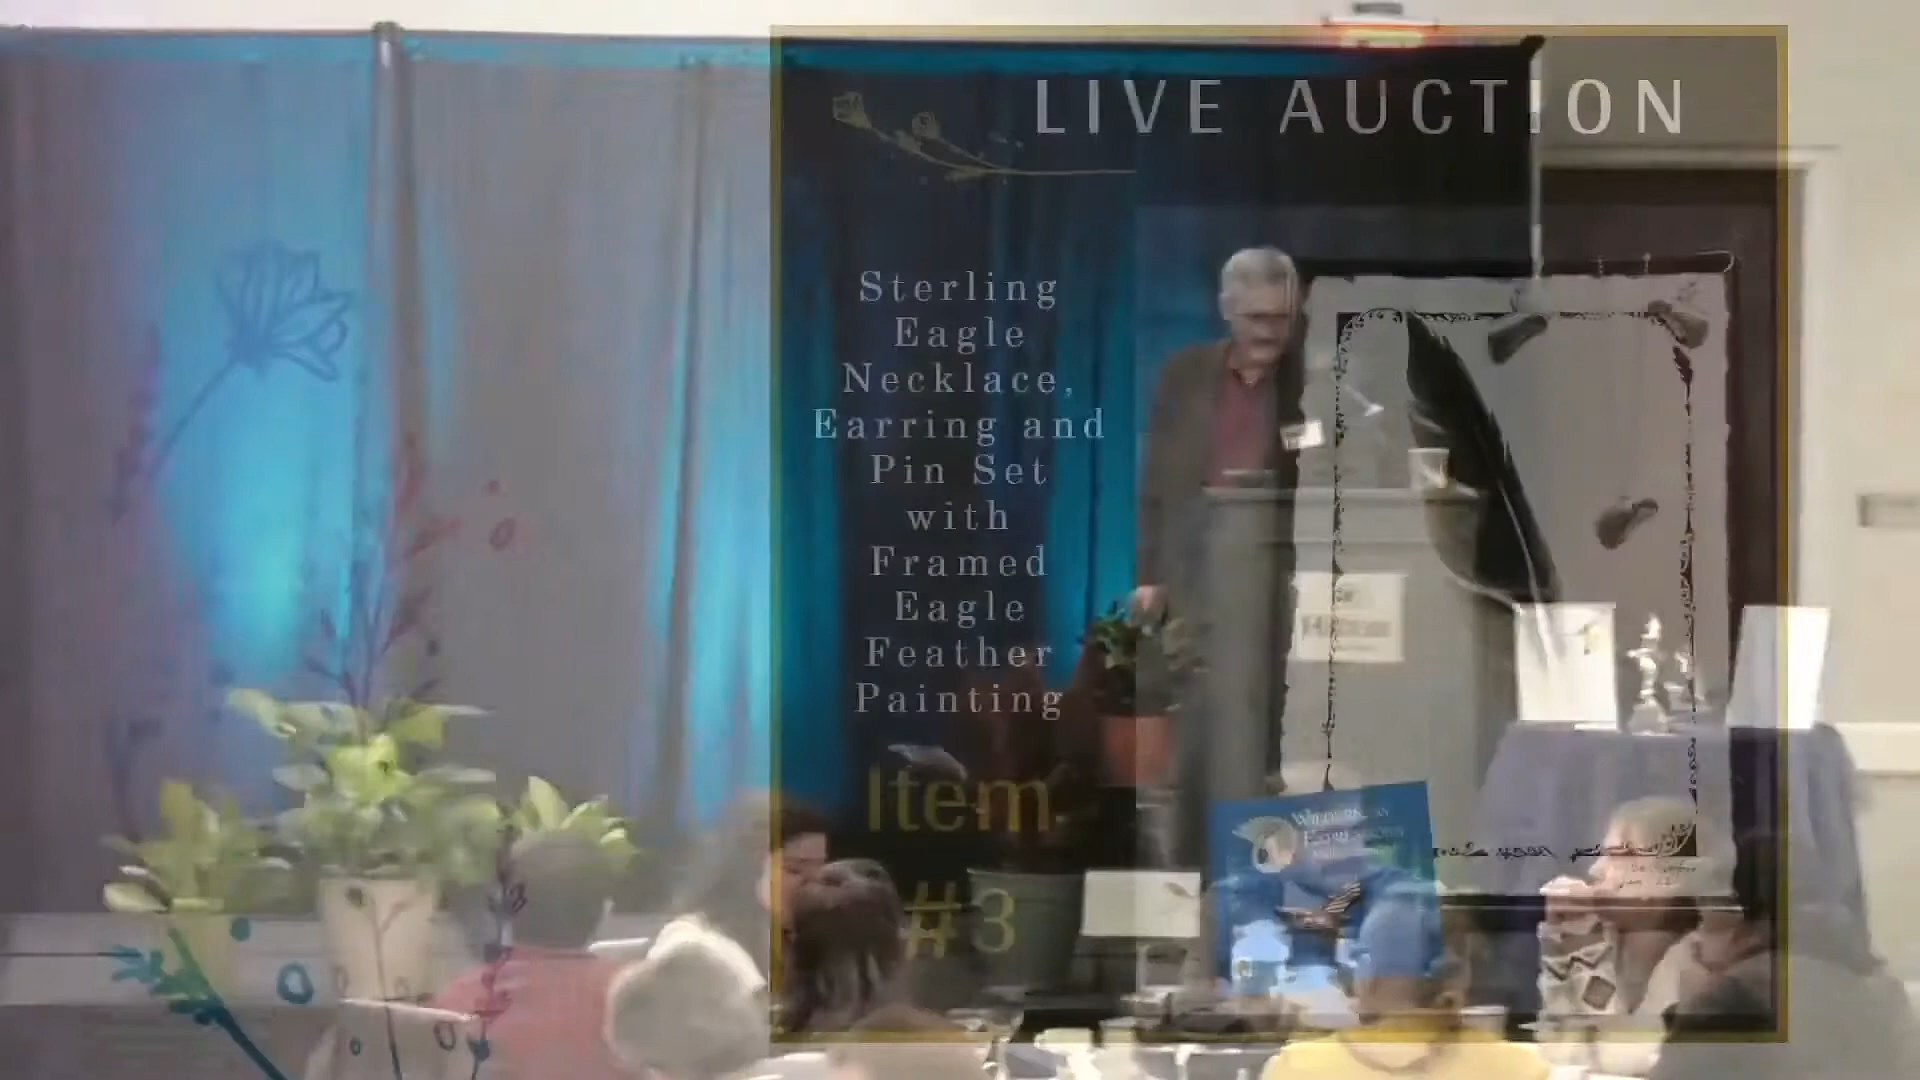 LIVE AUCTION
Sterling
Eagle
Necklace,
Earring and
Pin Set
with
Framed
Eagle
Feather
Painting
Item
#3